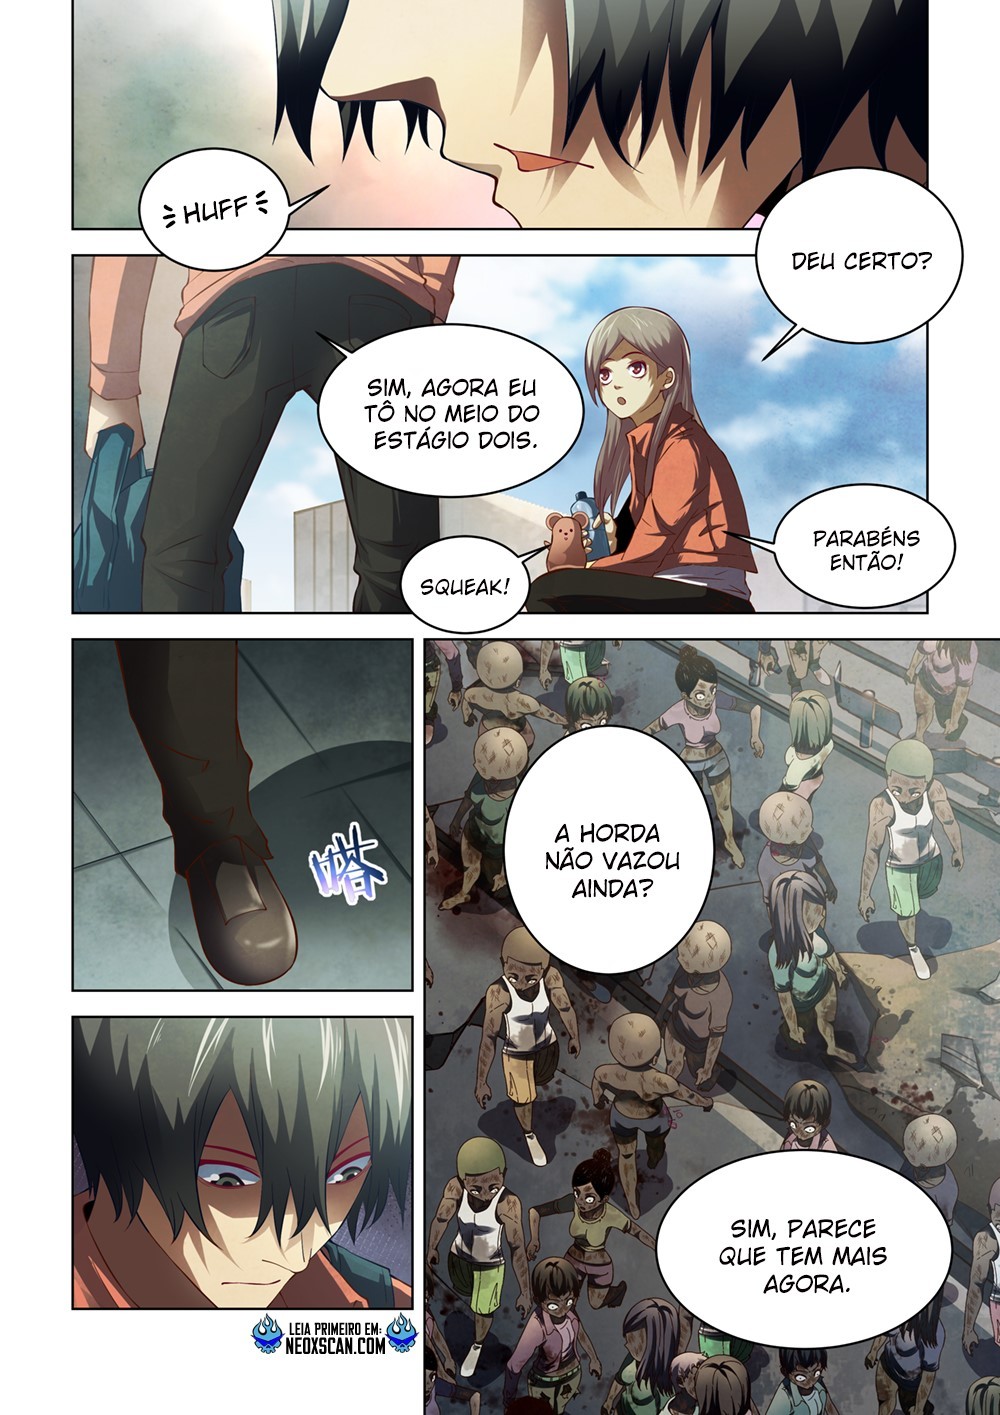 HUFF
DEU CERTO?
SIM, AGORA EU
TÔ NO MEIO DO
ESTÁGIO DOIS.
SQUEAK!
PARABÉNS
ENTÃO!
嗒
A HORDA
NÃO VAZOU
AINDA?
SIM, PARECE
QUE TEM MAIS
AGORA.
LEIA PRIMEIRO EM:
NEOXSCAN.COM